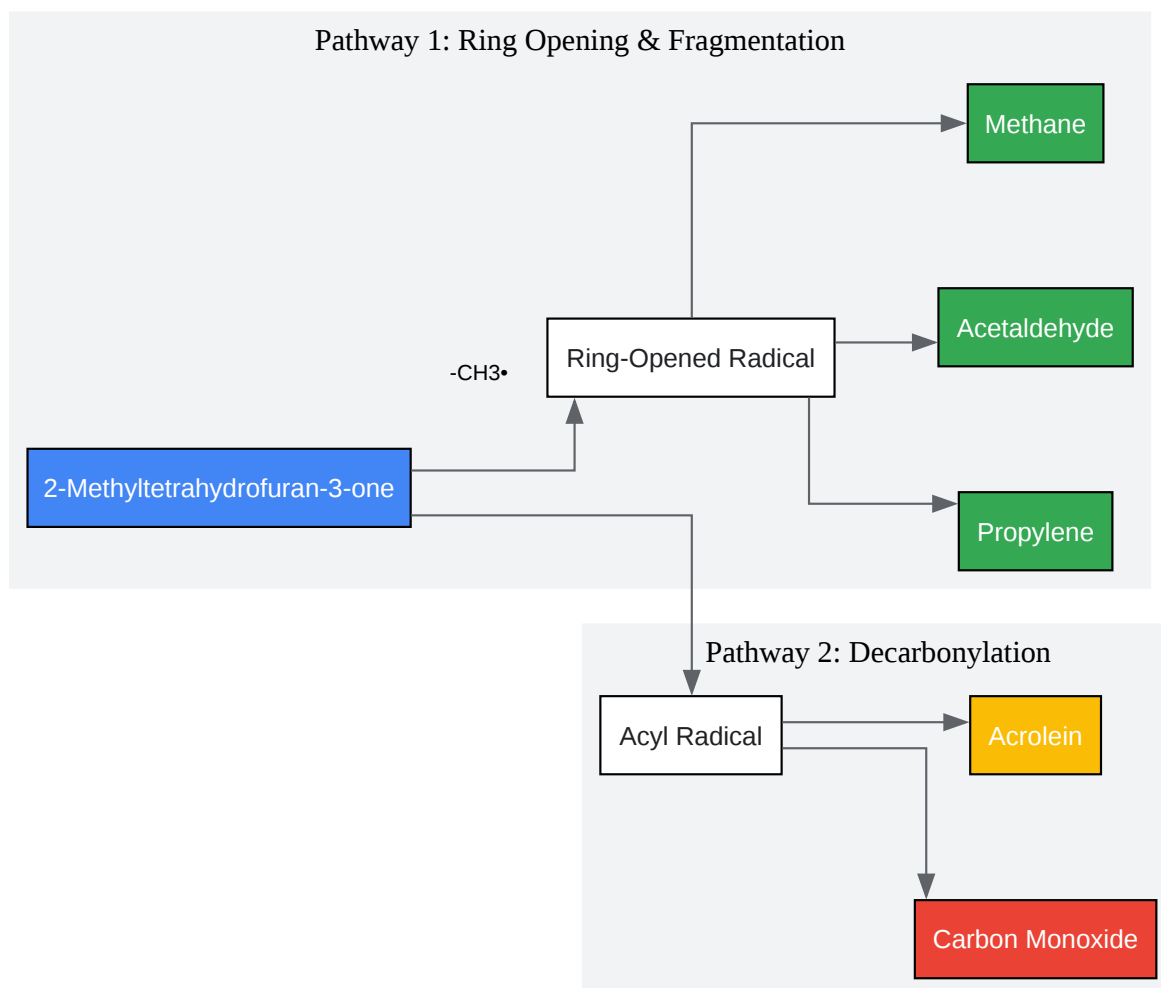 Pathway 1: Ring Opening & Fragmentation
Methane
Acetaldehyde
Ring-Opened Radical
-CH3•
2-Methyltetrahydrofuran-3-one
Propylene
Pathway 2: Decarbonylation
Acyl Radical
Acrolein
Carbon Monoxide